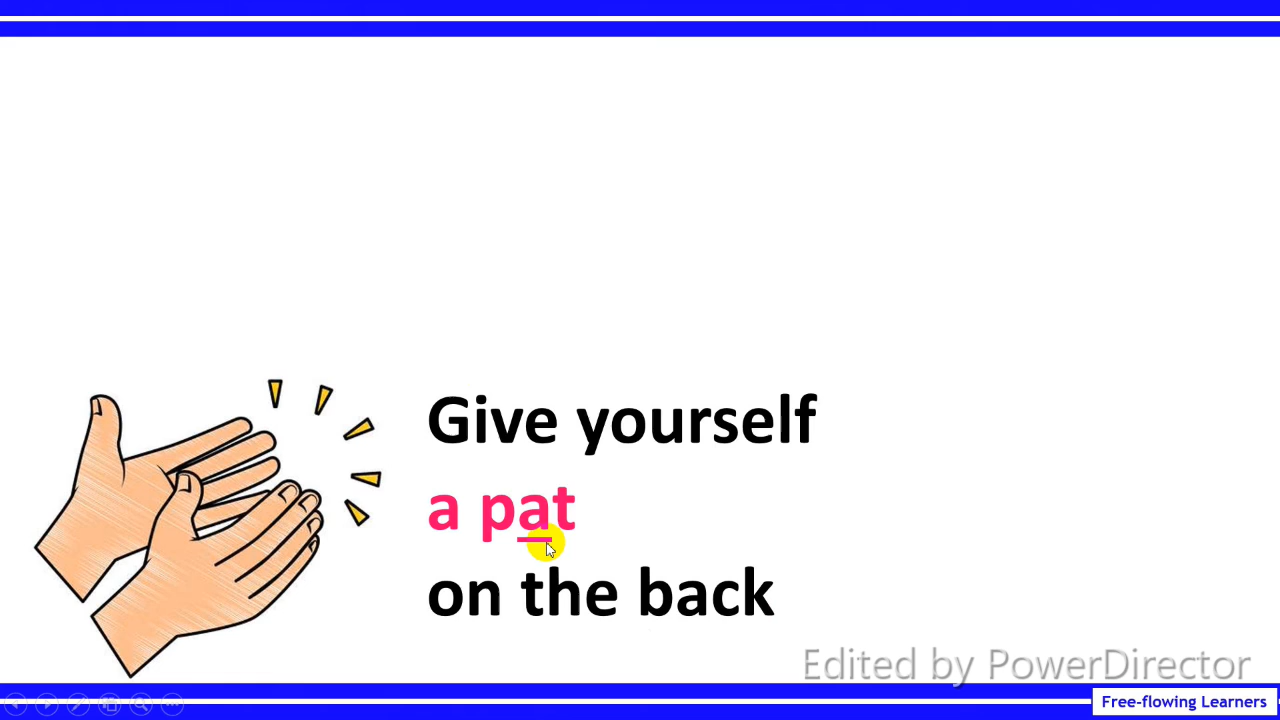 Give yourself
a pat
on the back
Edited by PowerDirector
Free-flowing Learners